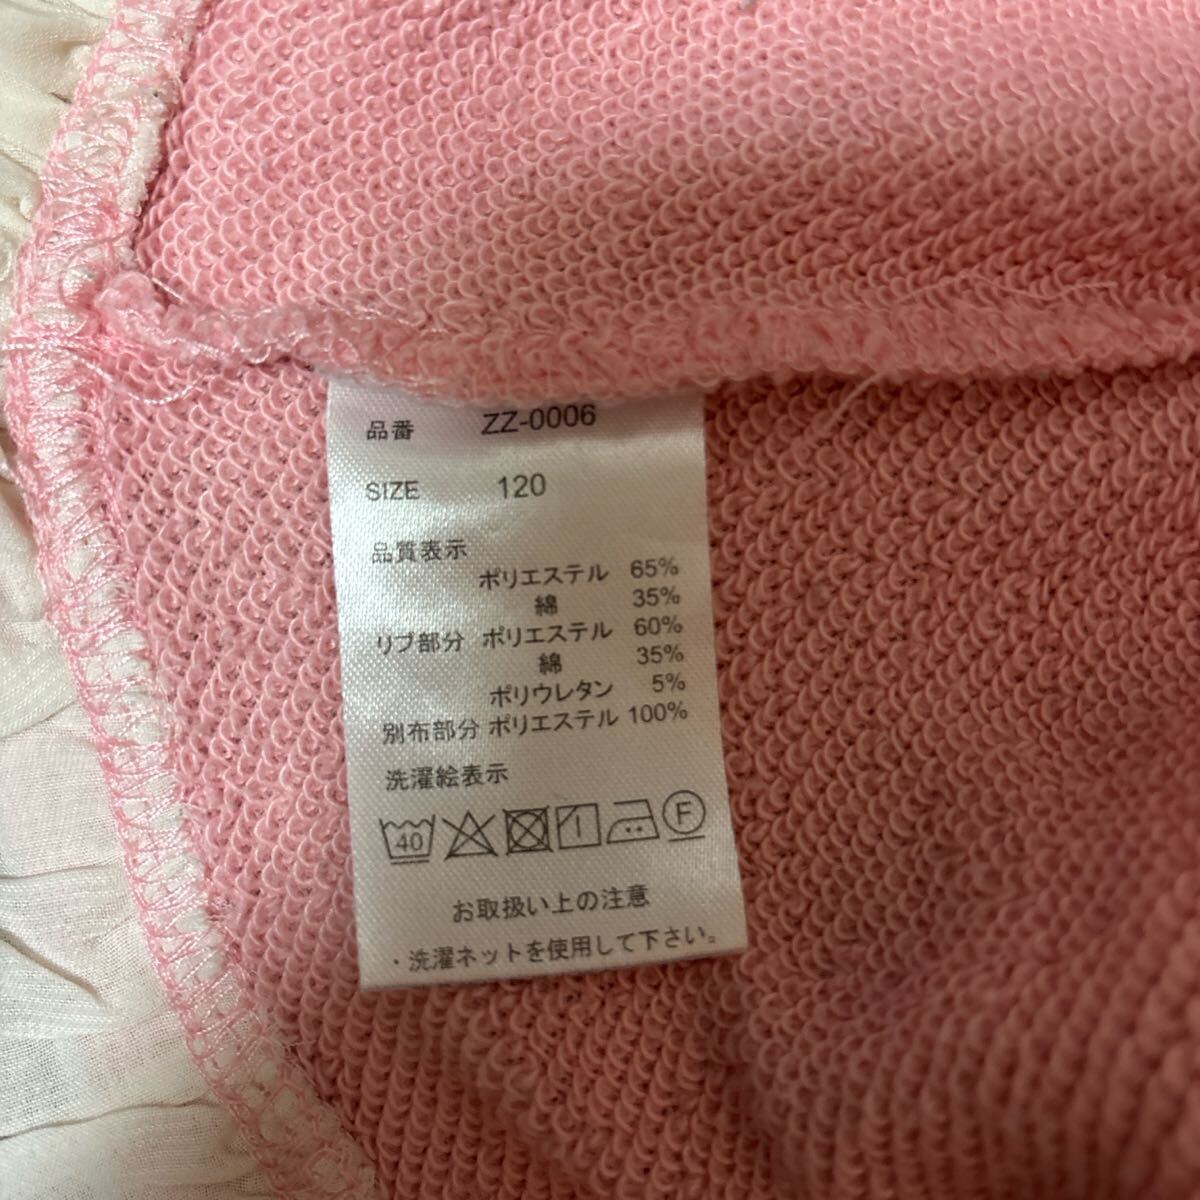 品番 ZZ-0006
SIZE 120
品質表示
ポリエステル 65%
綿 35%
リブ部分 ポリエステル 60%
綿 35%
ポリウレタン 5%
別布部分 ポリエステル 100%
洗濯絵表示
40 F
お取扱い上の注意
・洗濯ネットを使用して下さい。